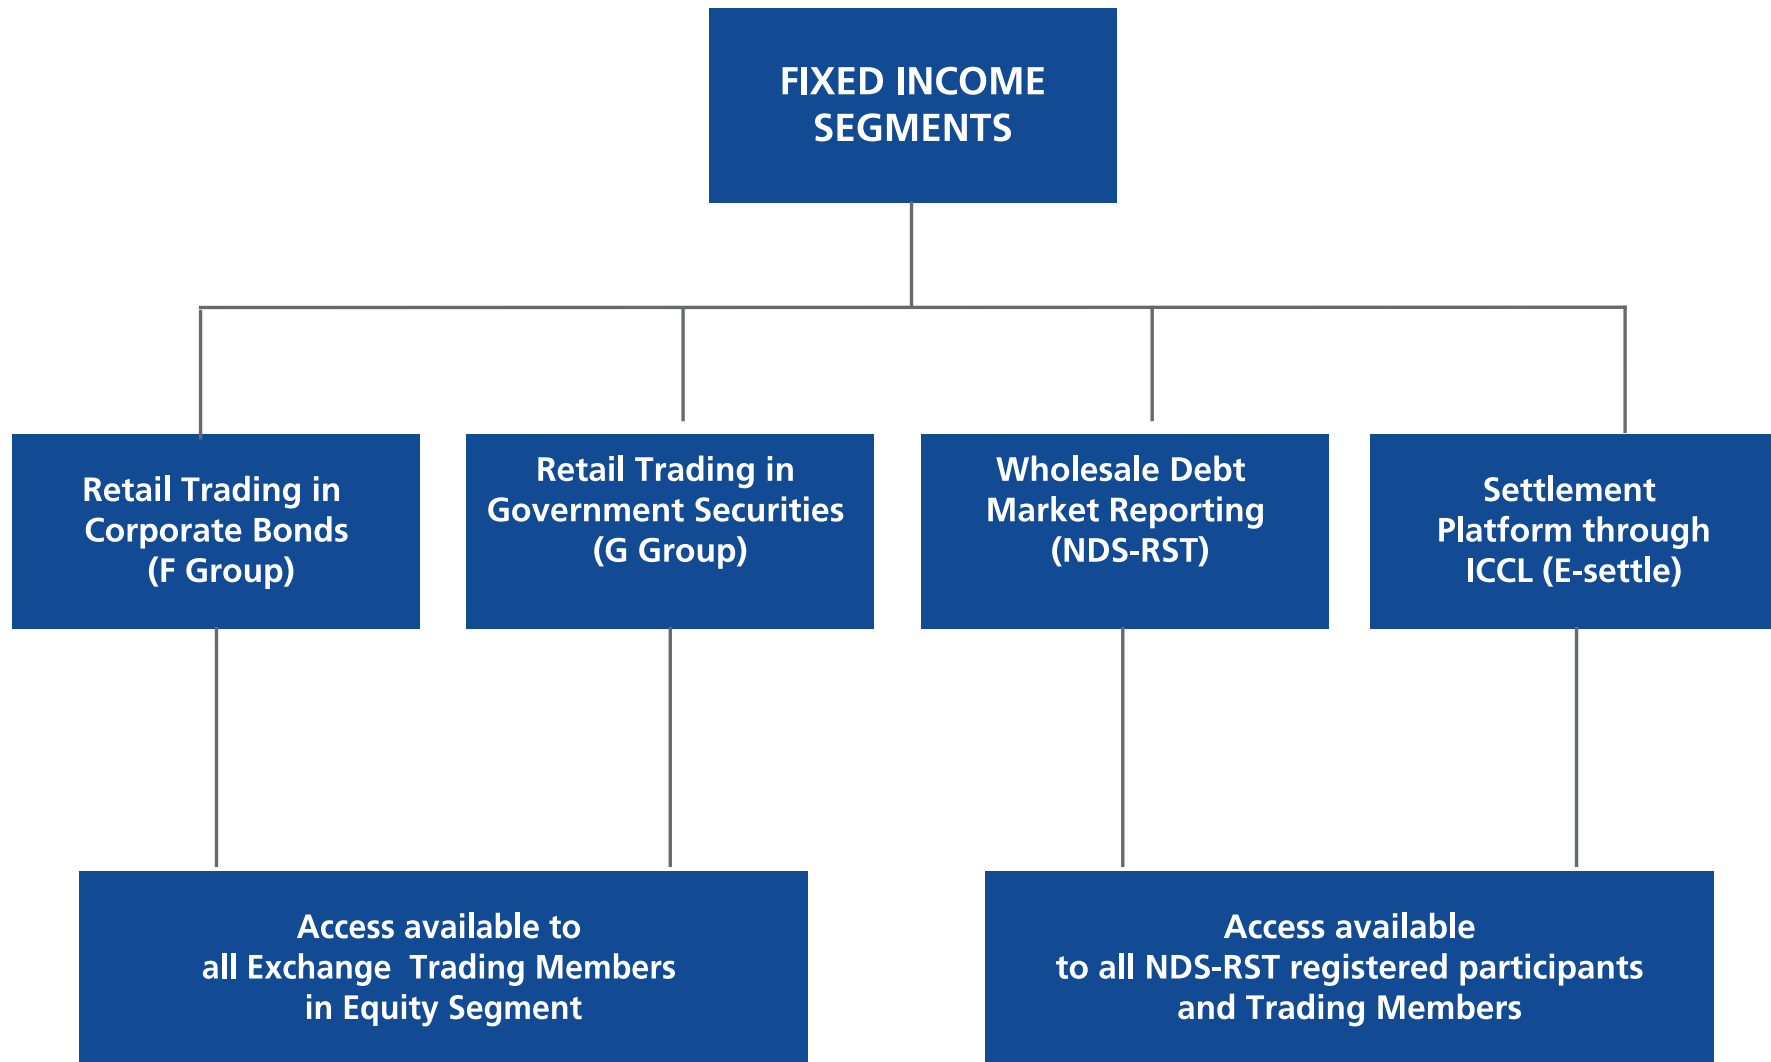 FIXED INCOME
SEGMENTS
Retail Trading in
Corporate Bonds
(F Group)
Retail Trading in
Government Securities
(G Group)
Wholesale Debt
Market Reporting
(NDS-RST)
Settlement
Platform through
ICCL (E-settle)
Access available to
all Exchange Trading Members
in Equity Segment
Access available
to all NDS-RST registered participants
and Trading Members